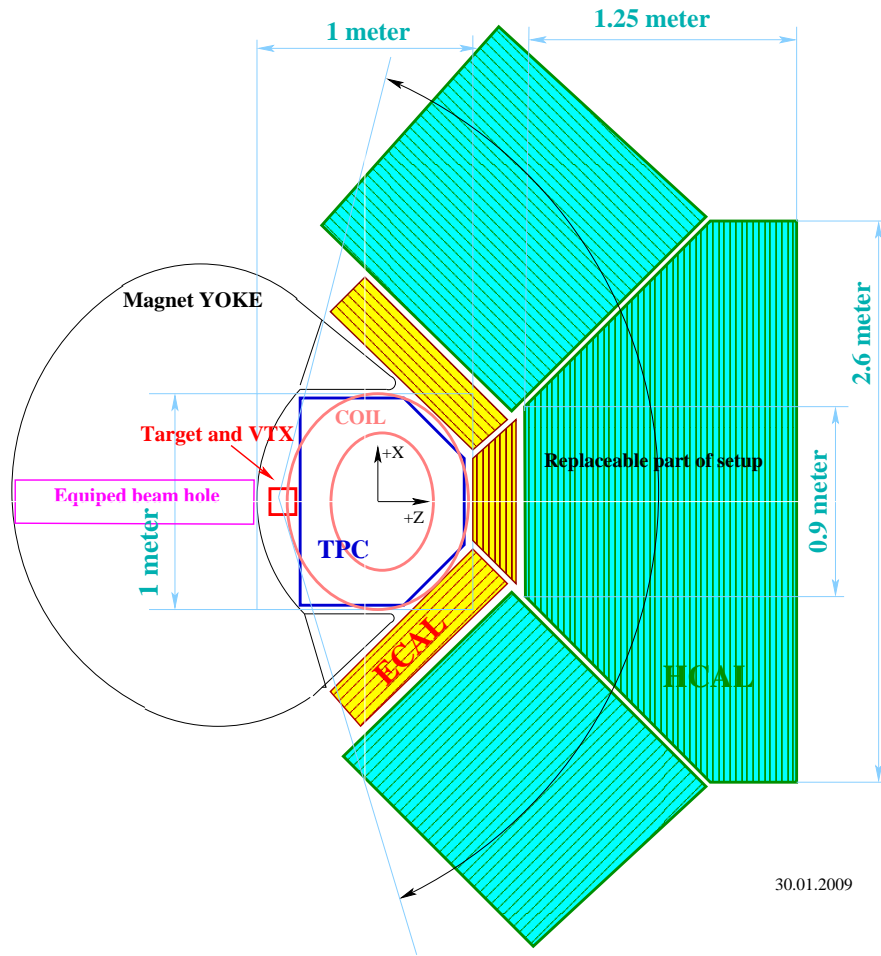 1 meter
1.25 meter
Magnet YOKE
2.6 meter
COIL
Target and VTX
+X
Replaceable part of setup
Equiped beam hole
+Z
0.9 meter
TPC
1 meter
ECAL
HCAL
30.01.2009